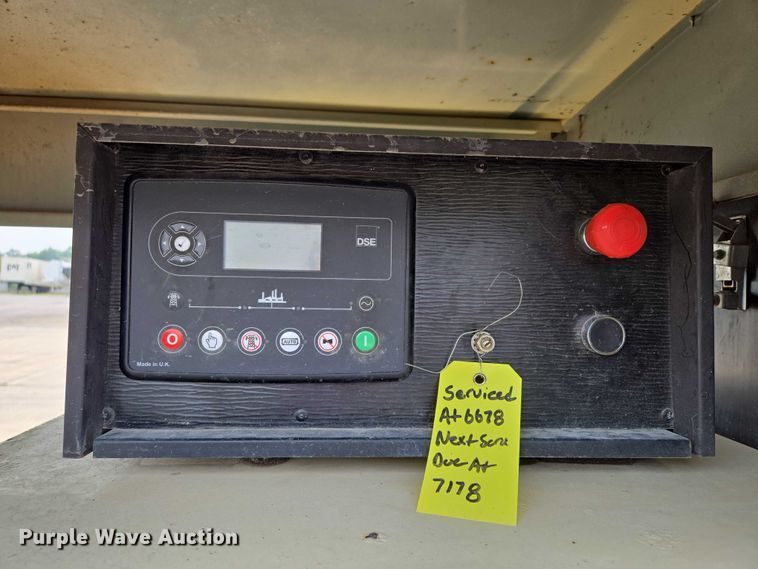 DSE
O
AUTO
I
Made in U.K.
Serviced
At 6678
Next Serv
Due At
7178
Purple Wave Auction